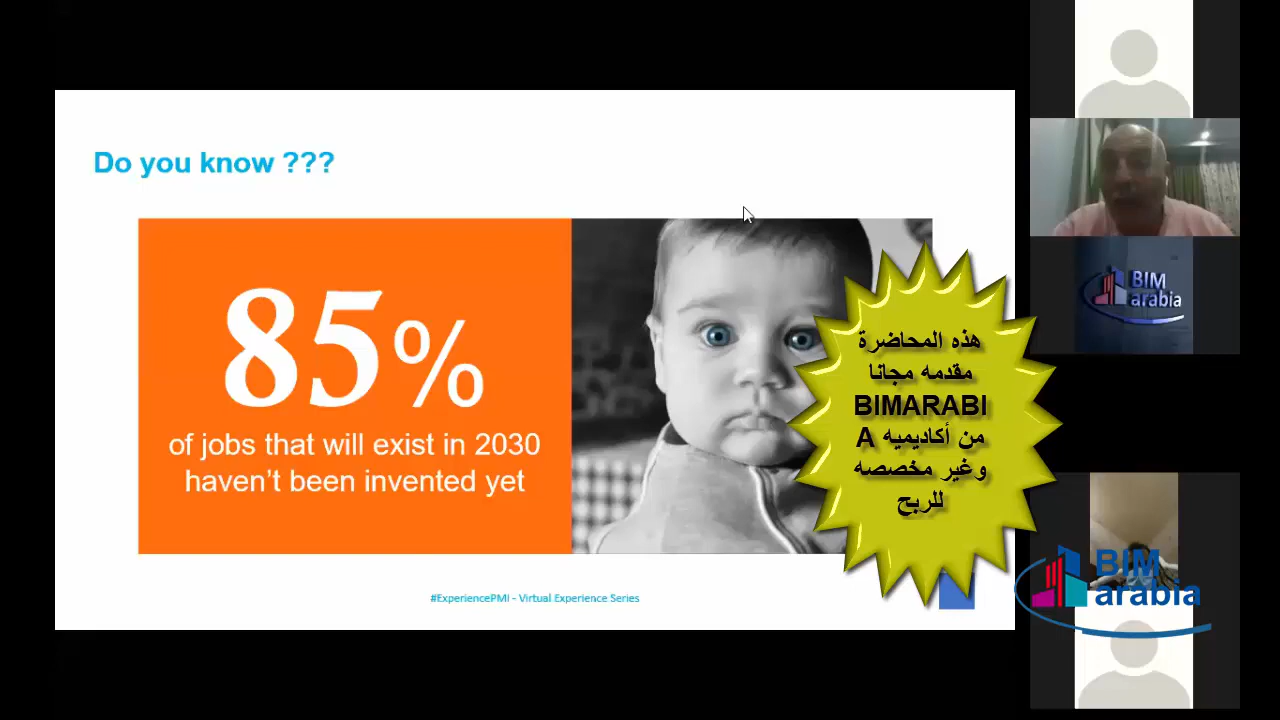 Do you know ???
85%
of jobs that will exist in 2030
haven't been invented yet
#ExperiencePMI - Virtual Experience Series
هذه المحاضرة
مقدمه مجانا
BIMARABI
من أكاديميه A
وغير مخصصه
للربح
BIM
arabia
BIM
arabia